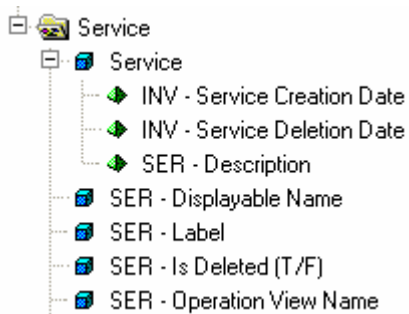 Service
Service
INV - Service Creation Date
INV - Service Deletion Date
SER - Description
SER - Displayable Name
SER - Label
SER - Is Deleted (T/F)
SER - Operation View Name